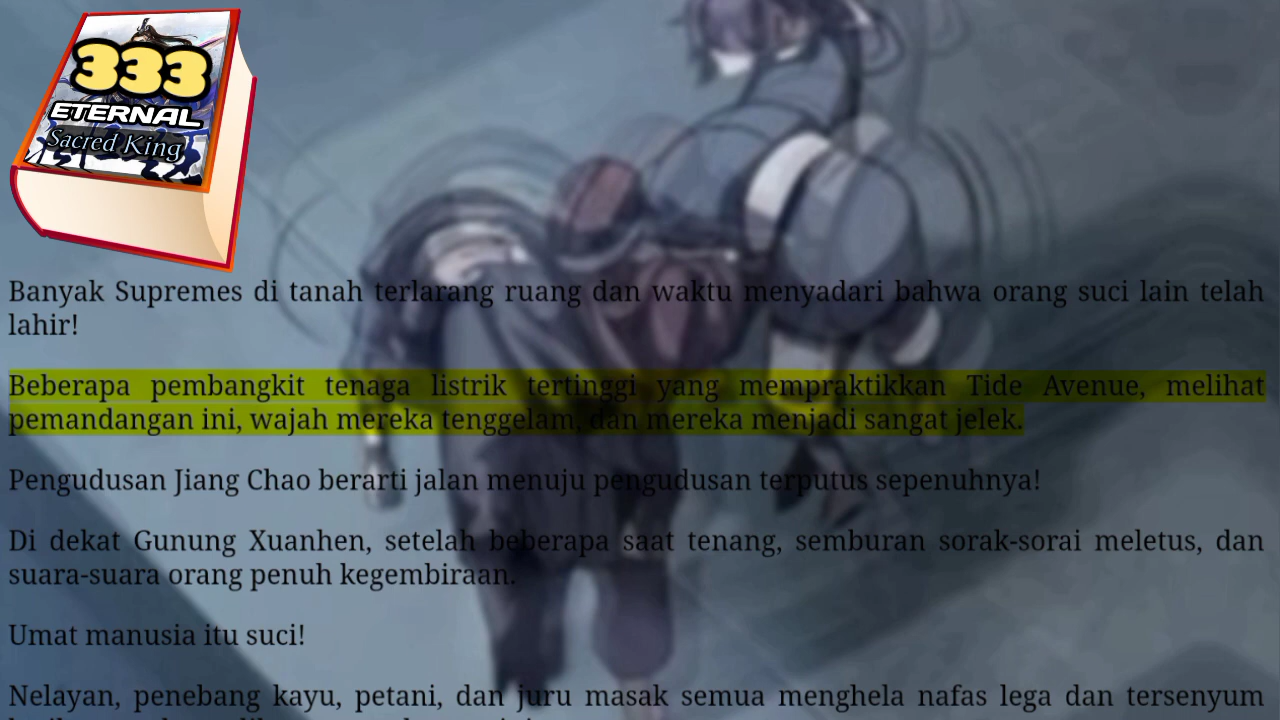 333
ETERNAL
Sacred King
Banyak Supremes di tanah terlarang ruang dan waktu menyadari bahwa orang suci lain telah
lahir!
Beberapa pembangkit tenaga listrik tertinggi yang mempraktikkan Tide Avenue, melihat
pemandangan ini, wajah mereka tenggelam, dan mereka menjadi sangat jelek.
Pengudusan Jiang Chao berarti jalan menuju pengudusan terputus sepenuhnya!
Di dekat Gunung Xuanhen, setelah beberapa saat tenang, semburan sorak-sorai meletus, dan
suara-suara orang penuh kegembiraan.
Umat manusia itu suci!
Nelayan, penebang kayu, petani, dan juru masak semua menghela nafas lega dan tersenyum